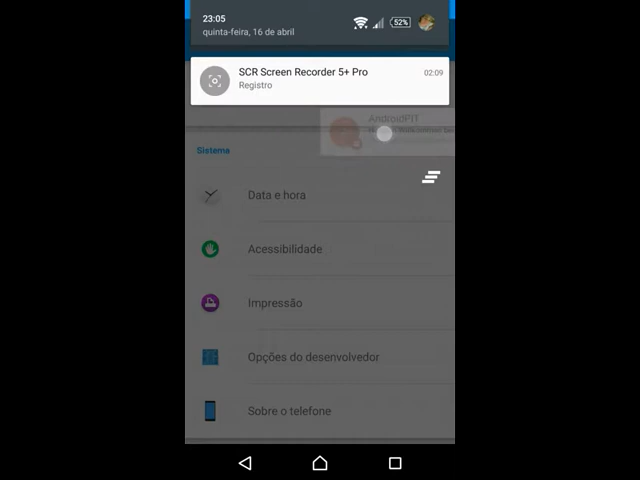 23:05
52%
quinta-feira, 16 de abril
SCR Screen Recorder 5+ Pro
02:09
Registro
AndroidPIT
Sistema
Data e hora
Acessibilidade
Impressão
Opções do desenvolvedor
Sobre o telefone